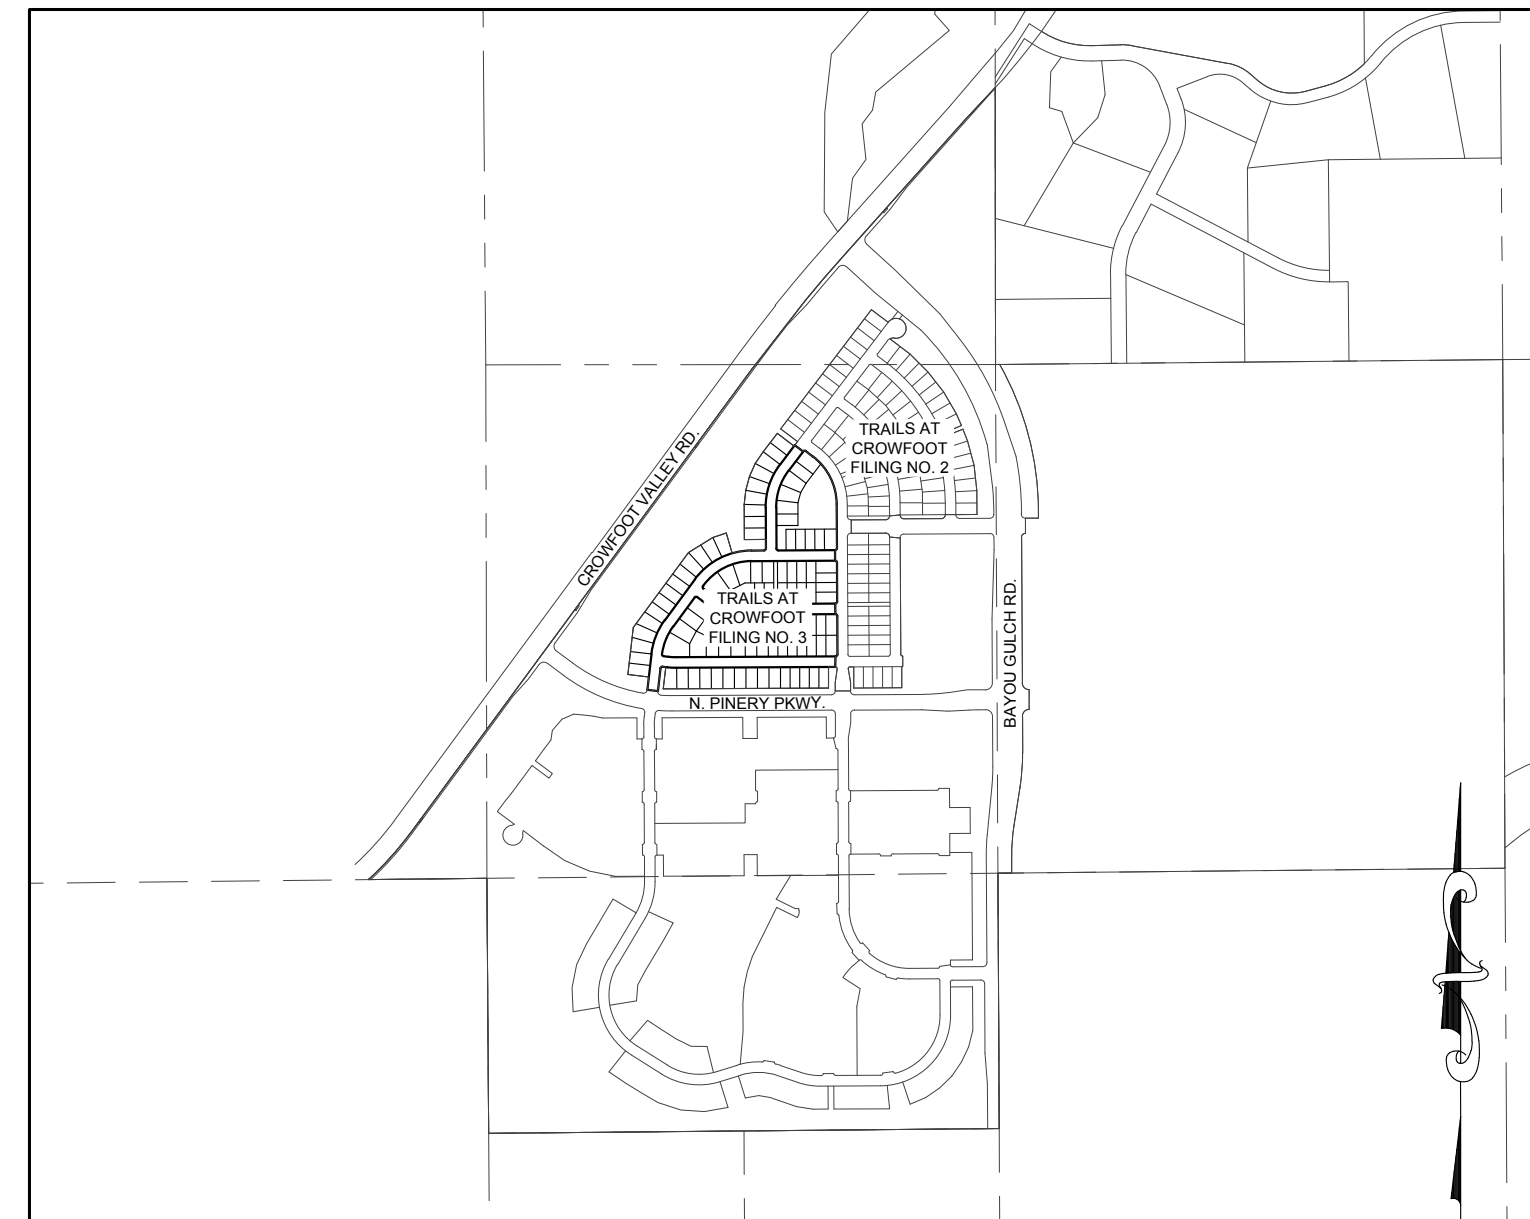 TRAILS AT
CROWFOOT
FILING NO. 2
CROWFOOT VALLEY RD.
TRAILS AT
CROWFOOT
FILING NO. 3
BAYOU GULCH RD.
N. PINERY PKWY.